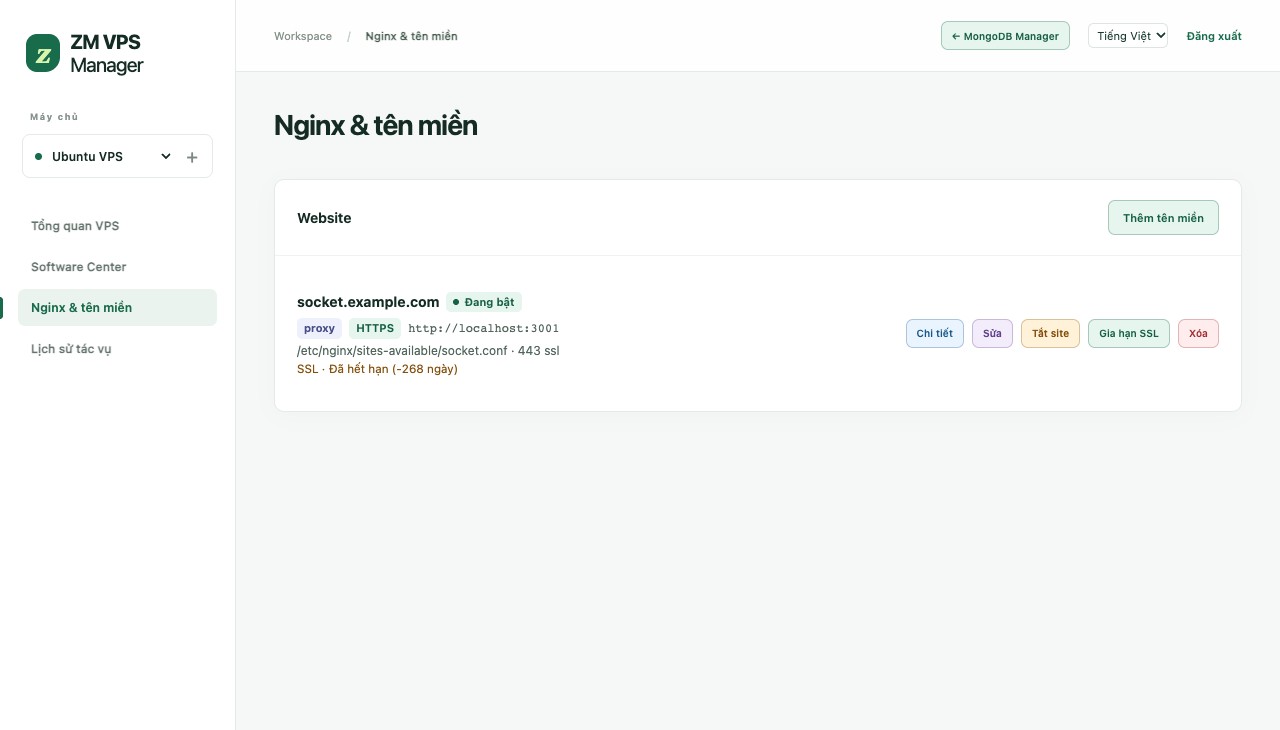 z
ZM VPS
Manager
Máy chủ
Ubuntu VPS
+
Tổng quan VPS
Software Center
Nginx & tên miền
Lịch sử tác vụ
Workspace / Nginx & tên miền
← MongoDB Manager
Tiếng Việt
Đăng xuất
Nginx & tên miền
Website
Thêm tên miền
socket.example.com
Đang bật
proxy HTTPS http://localhost:3001
/etc/nginx/sites-available/socket.conf · 443 ssl
SSL · Đã hết hạn (-268 ngày)
Chi tiết
Sửa
Tắt site
Gia hạn SSL
Xóa